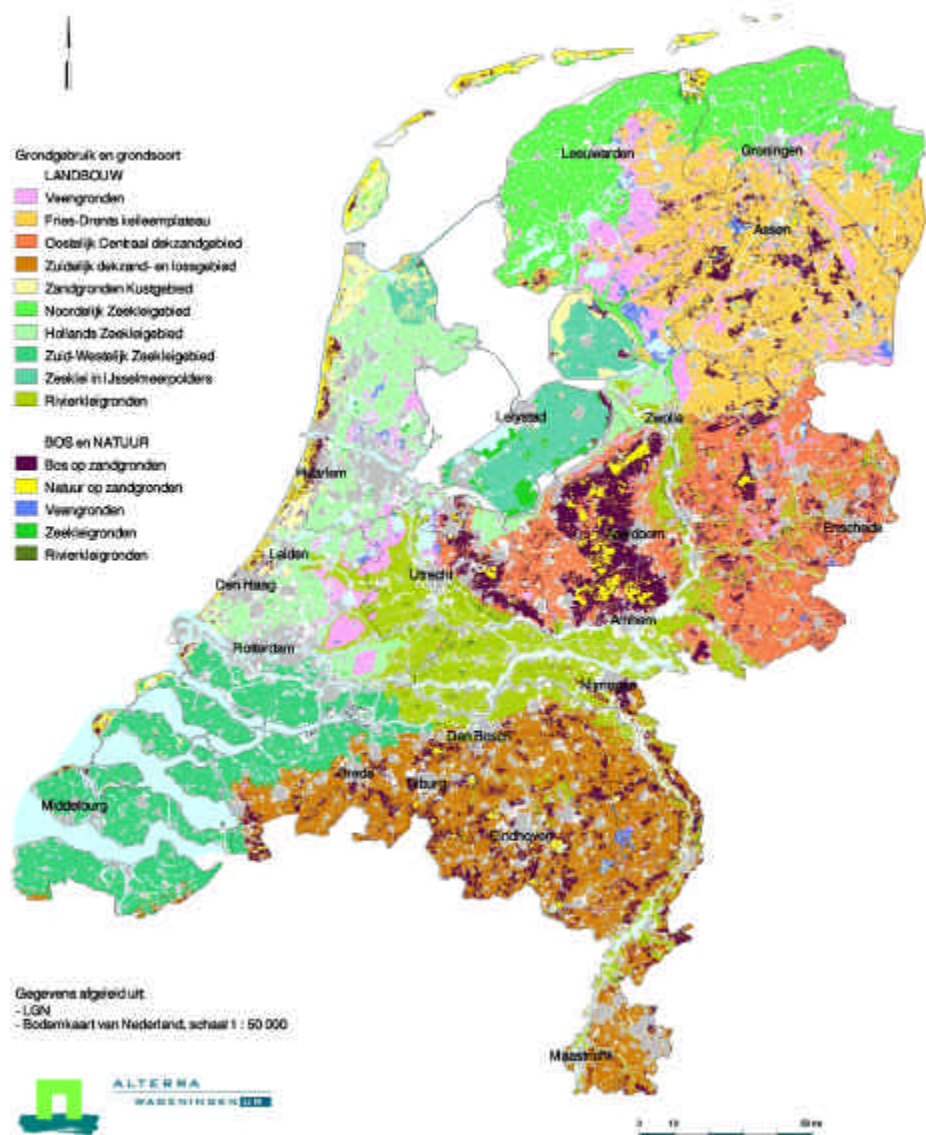 Grondgebruik en grondsoort
LANDBOUW
Veengronden
Fries-Drents keileemplateau
Oostelijk Centraal dekzandgebied
Zuidelijk dekzand- en lossgebied
Zandgronden Kustgebied
Noordelijk Zeekleigebied
Hollands Zeekleigebied
Zuid-Westelijk Zeekleigebied
Zeeklei in IJsselmeerpolders
Rivierkleigronden
BOS en NATUUR
Bos op zandgronden
Natuur op zandgronden
Veengronden
Zeekleigronden
Rivierkleigronden
Leeuwarden
Groningen
Assen
Lelystad
Zwolle
Haarlem
Enschede
Apeldoorn
Leiden
Utrecht
Den Haag
Arnhem
Rotterdam
Nijmegen
Den Bosch
Breda
Tilburg
Middelburg
Eindhoven
Maastricht
Gegevens afgeleid uit
- LGN
- Bodemkaart van Nederland, schaal 1 : 50 000
ALTERRA
WAGENINGEN UR
0 10